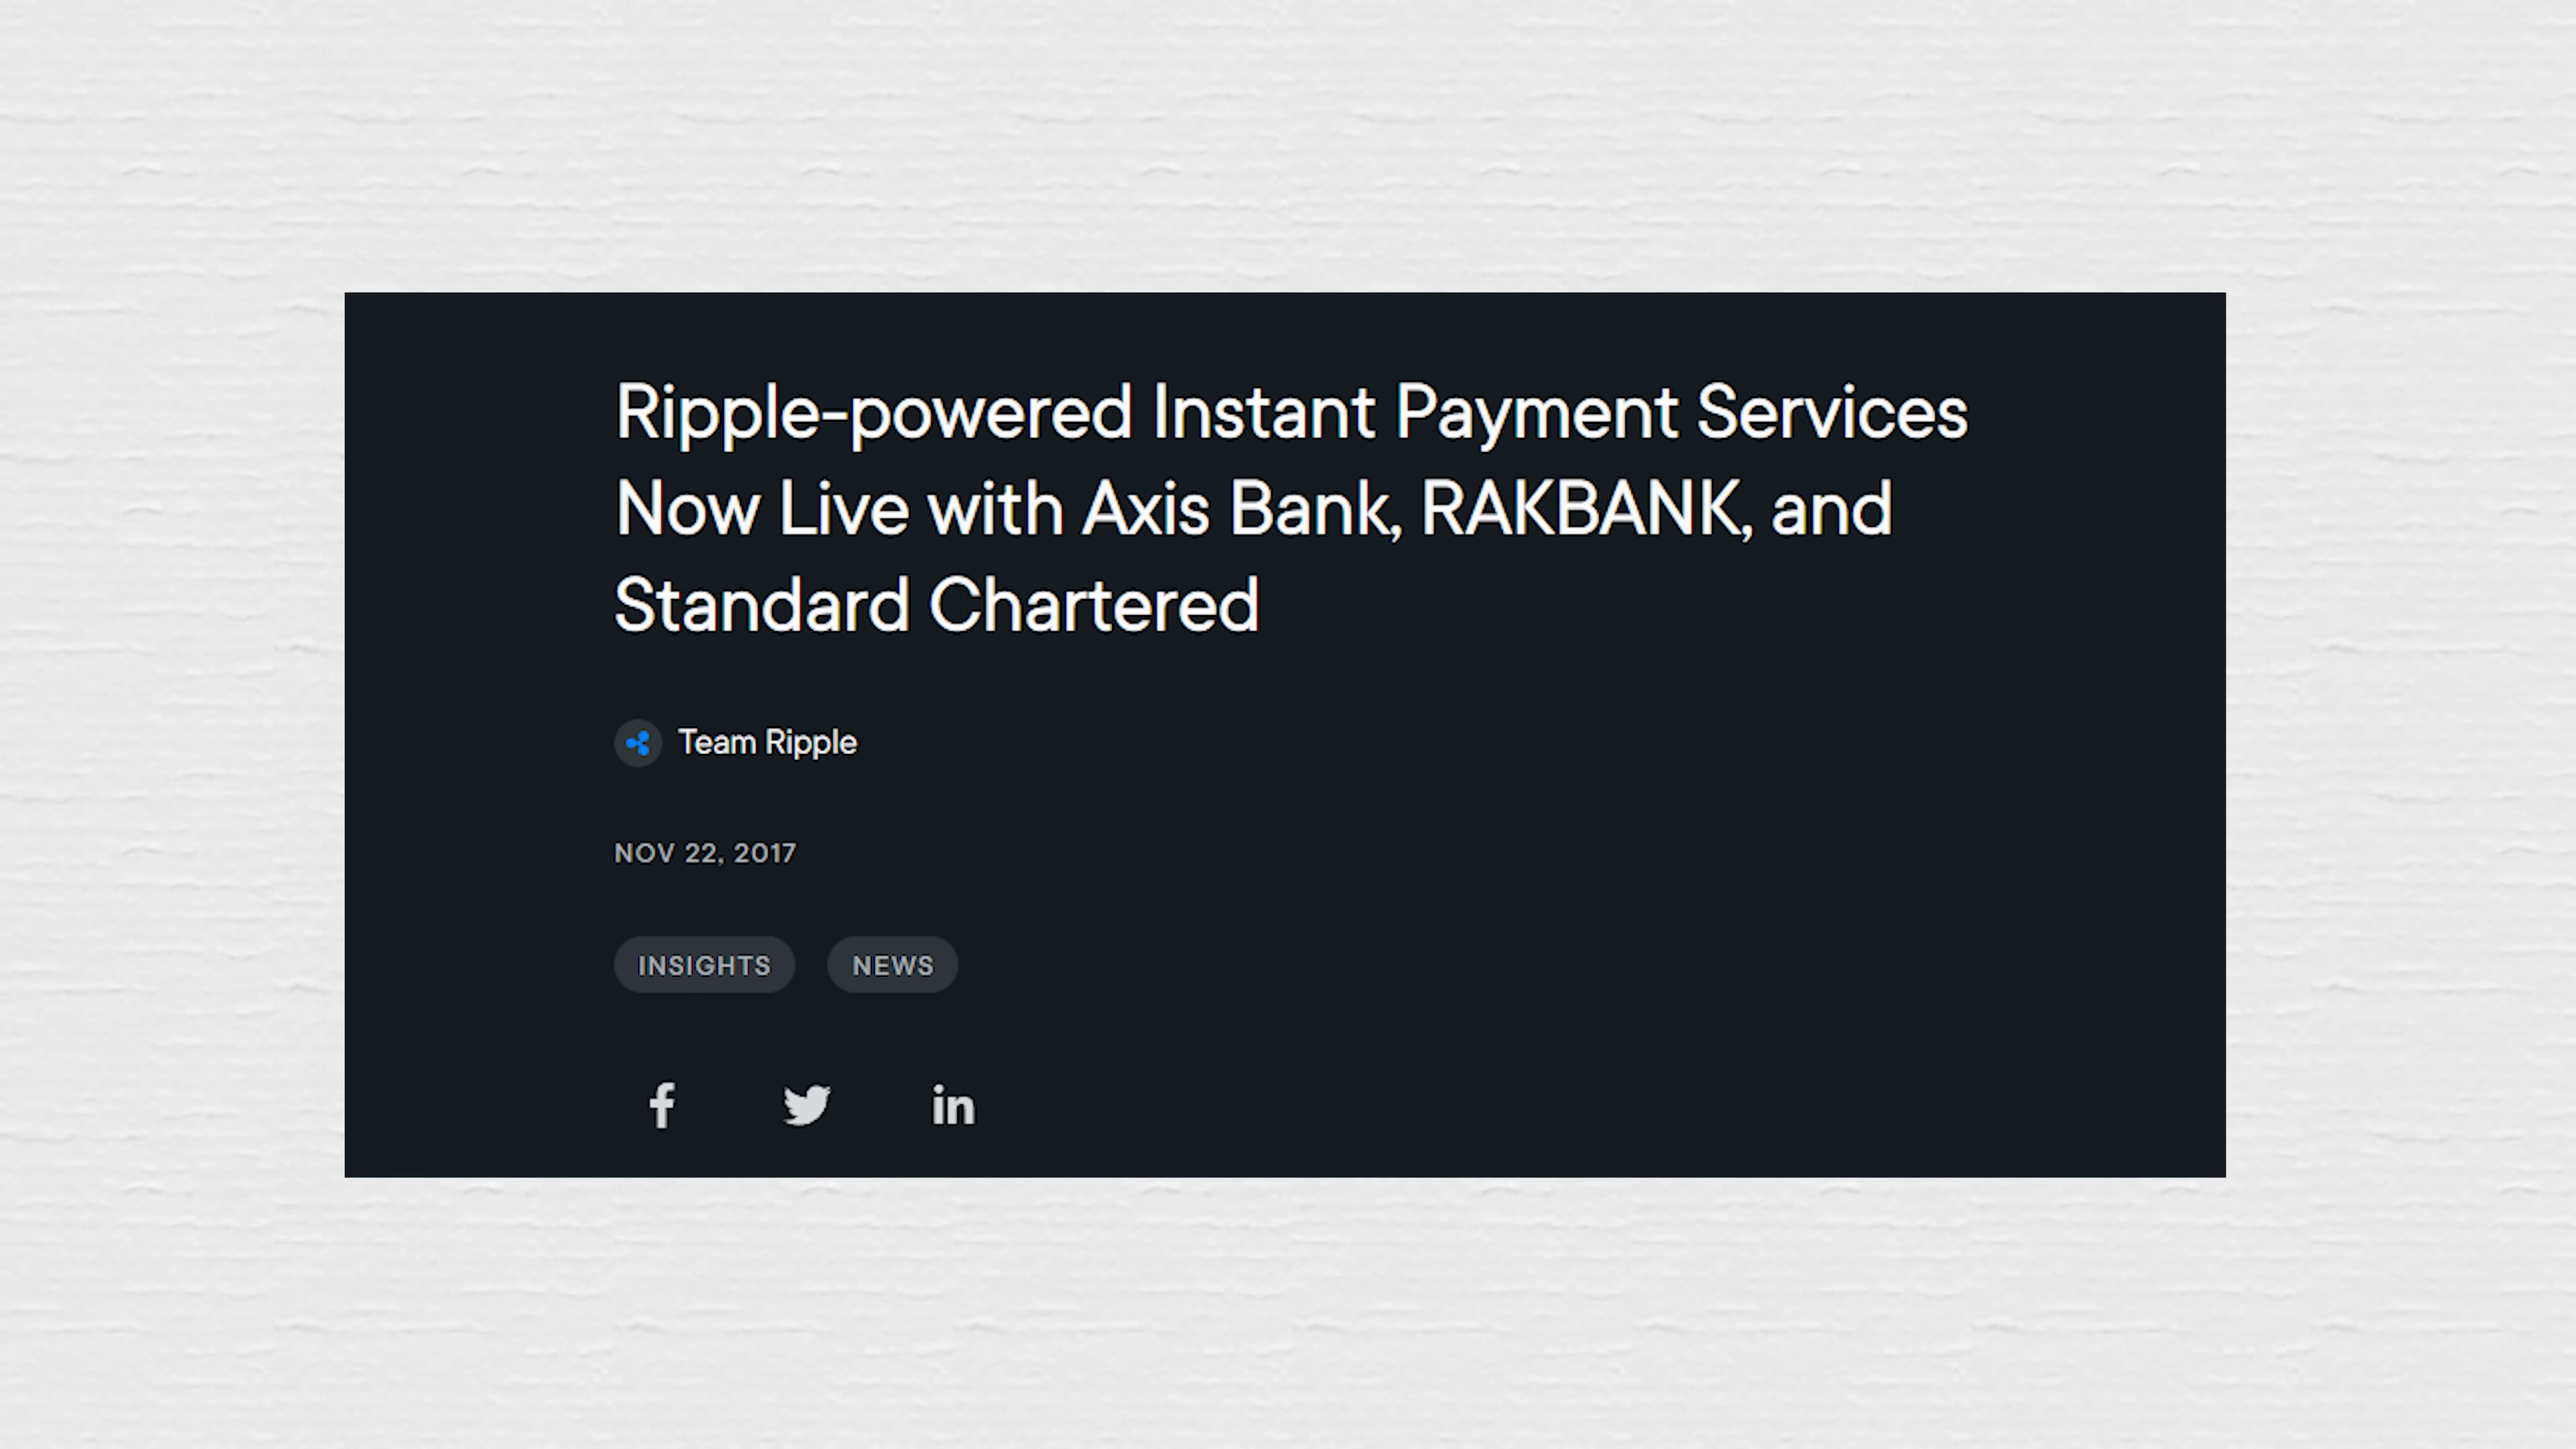 Ripple-powered Instant Payment Services
Now Live with Axis Bank, RAKBANK, and
Standard Chartered
Team Ripple
NOV 22, 2017
INSIGHTS NEWS